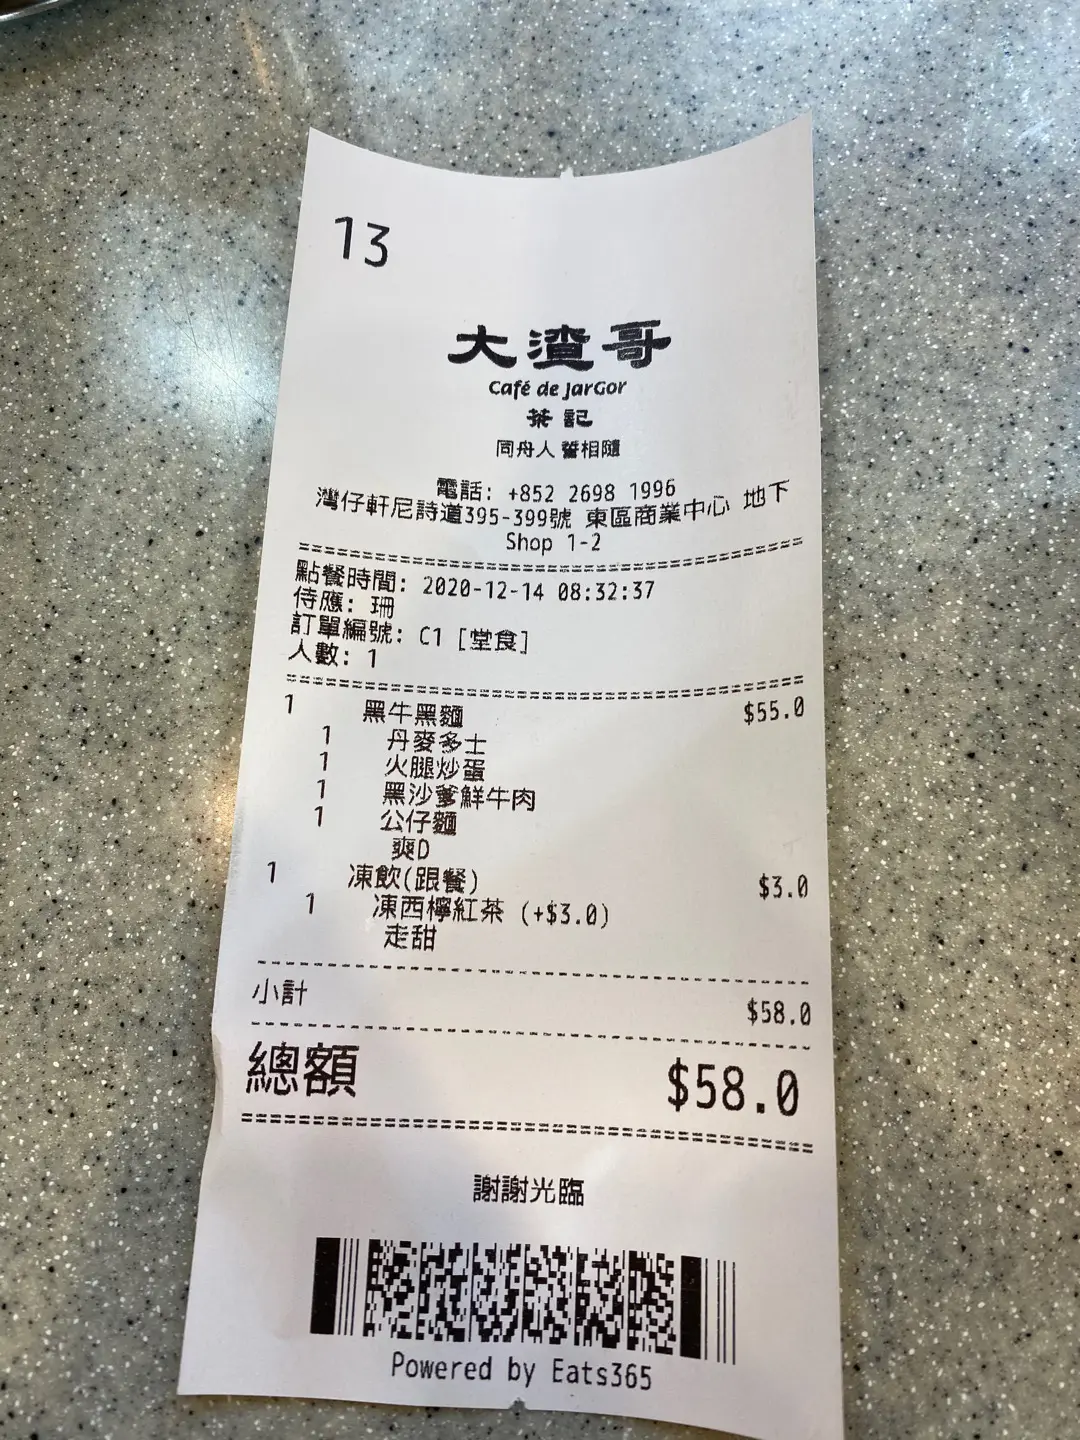 13
大渣哥
Café de JarGor
茶記
同舟人 誓相隨
電話: +852 2698 1996
灣仔軒尼詩道395-399號 東區商業中心 地下
Shop 1-2
點餐時間: 2020-12-14 08:32:37
侍應: 珊
訂單編號: C1 [堂食]
人數: 1
1 黑牛黑麵 $55.0
1 丹麥多士
1 火腿炒蛋
1 黑沙爹鮮牛肉
1 公仔麵
爽D
1 凍飲(跟餐) $3.0
1 凍西檸紅茶 (+$3.0)
走甜
小計 $58.0
總額 $58.0
謝謝光臨
Powered by Eats365